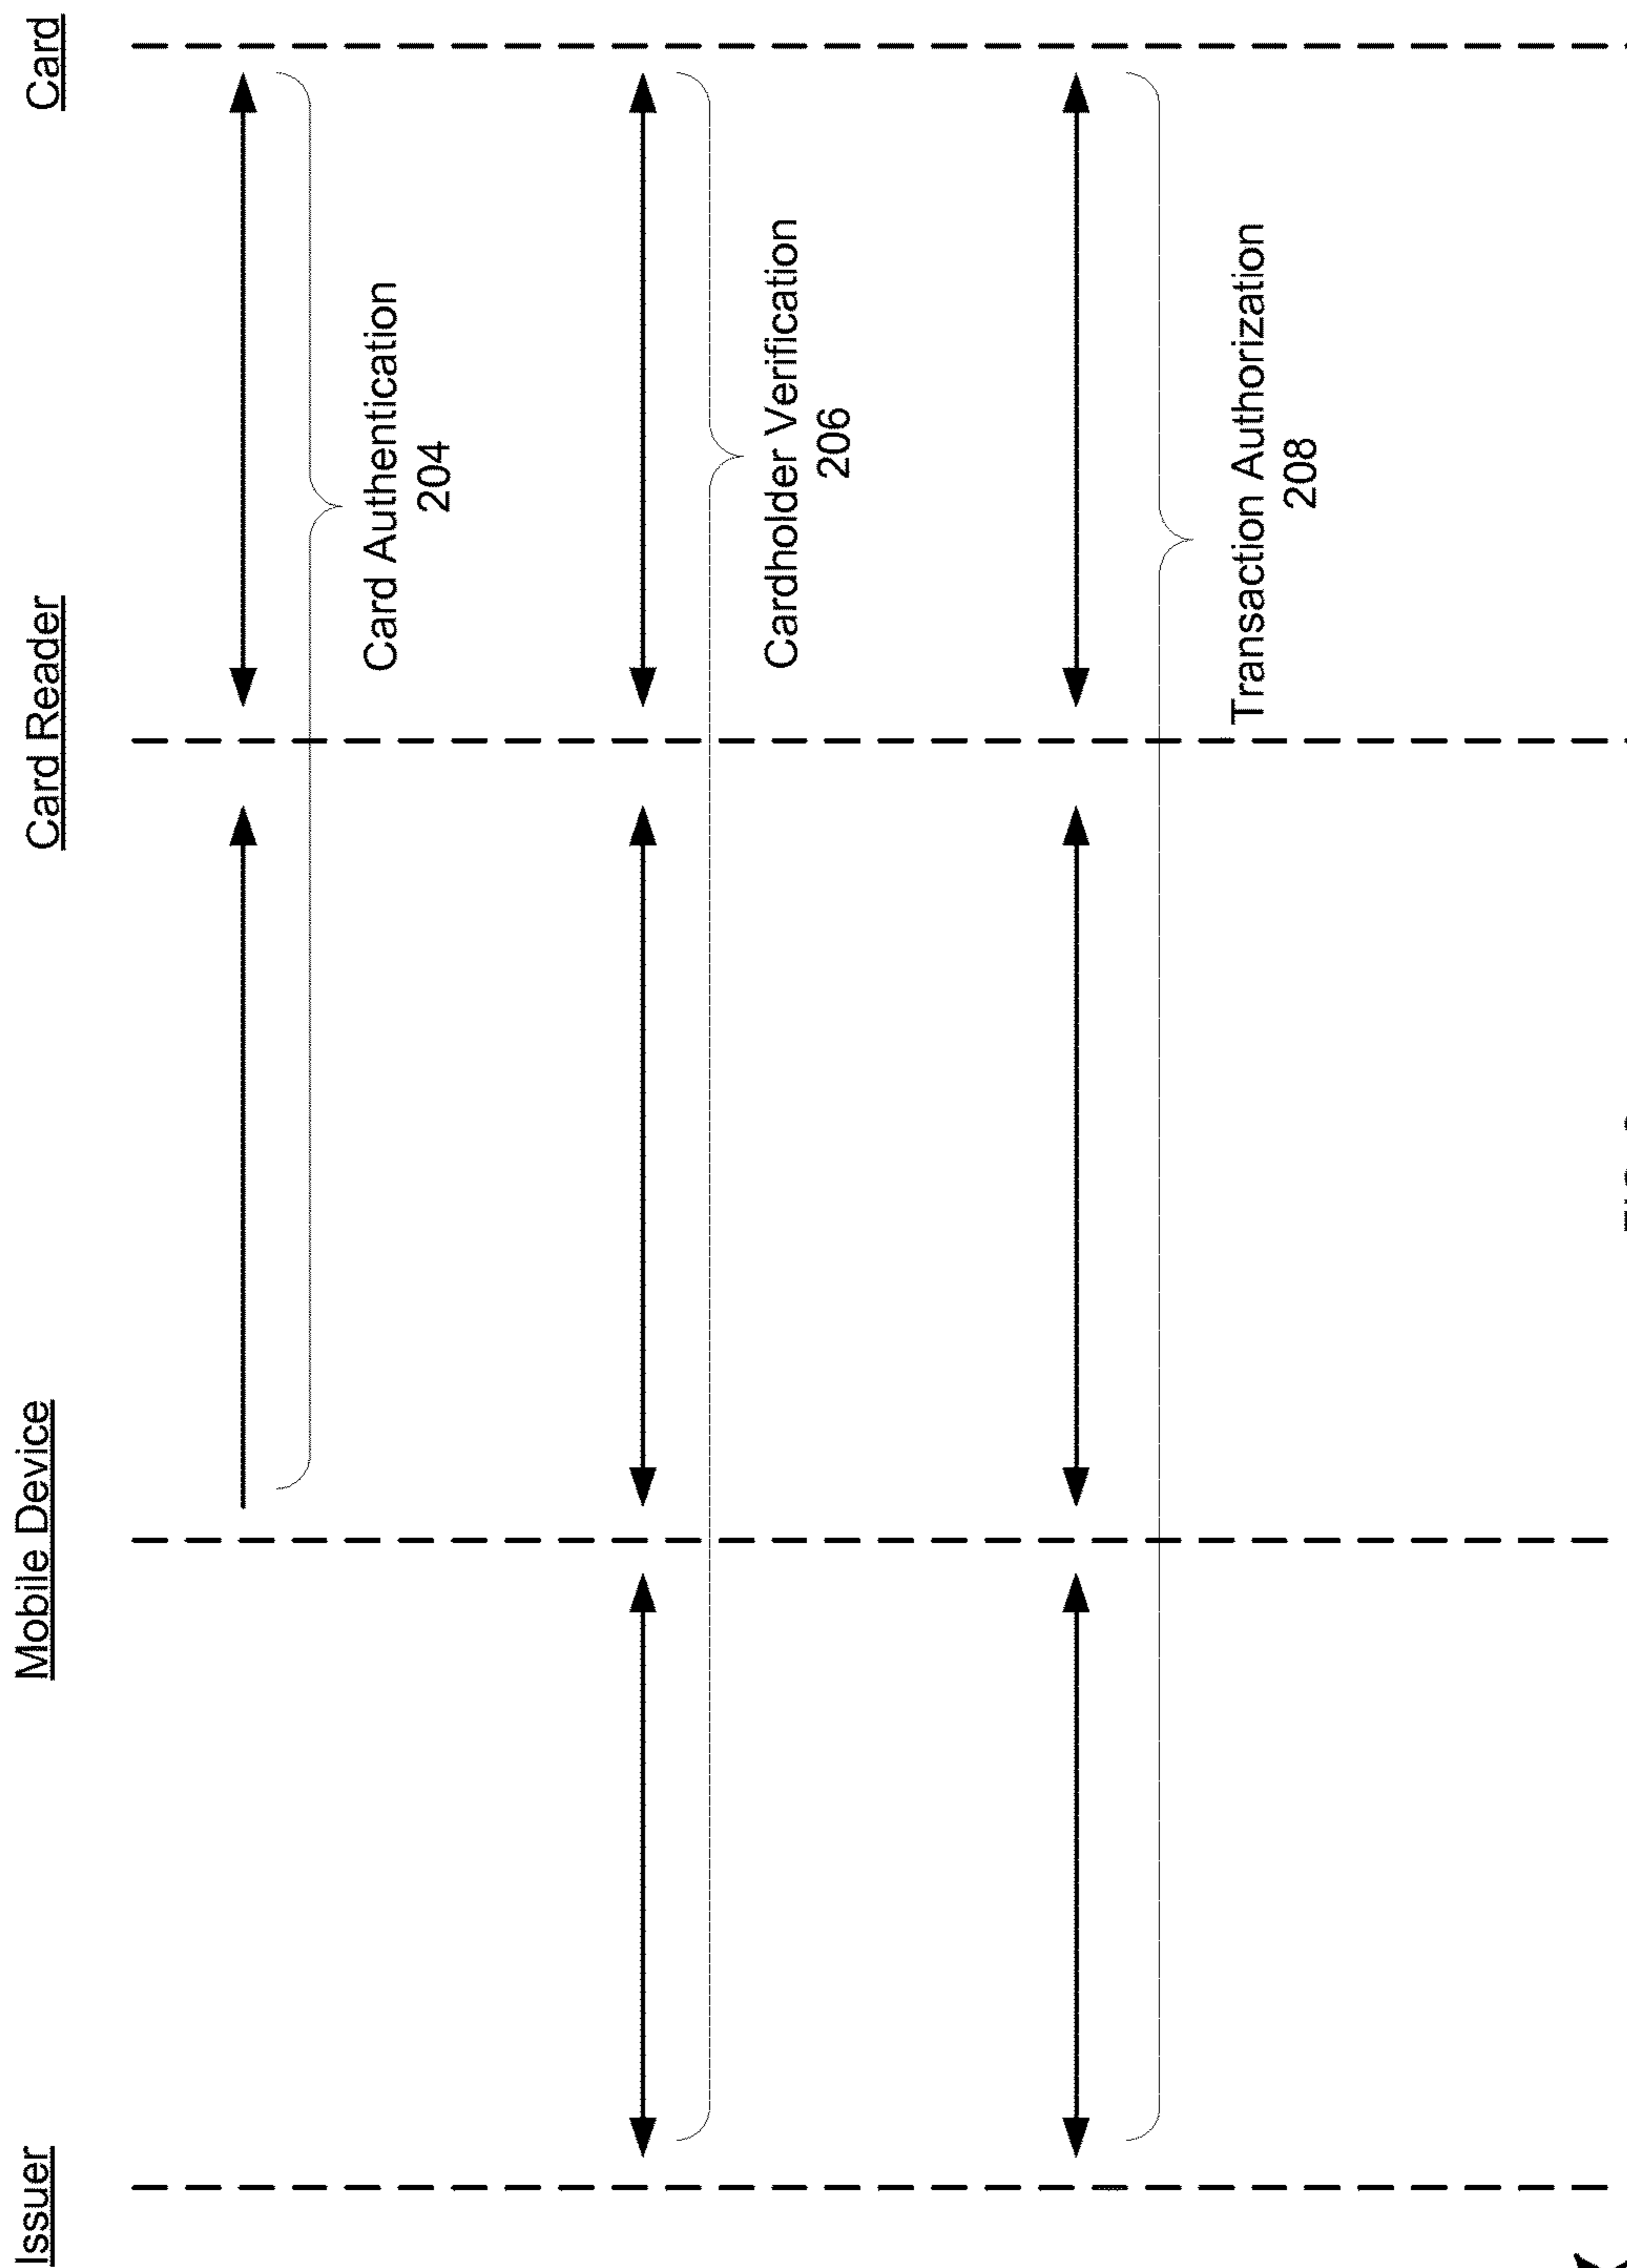 Issuer
Mobile Device
Card Reader
Card
Card Authentication
204
Cardholder Verification
206
Transaction Authorization
208